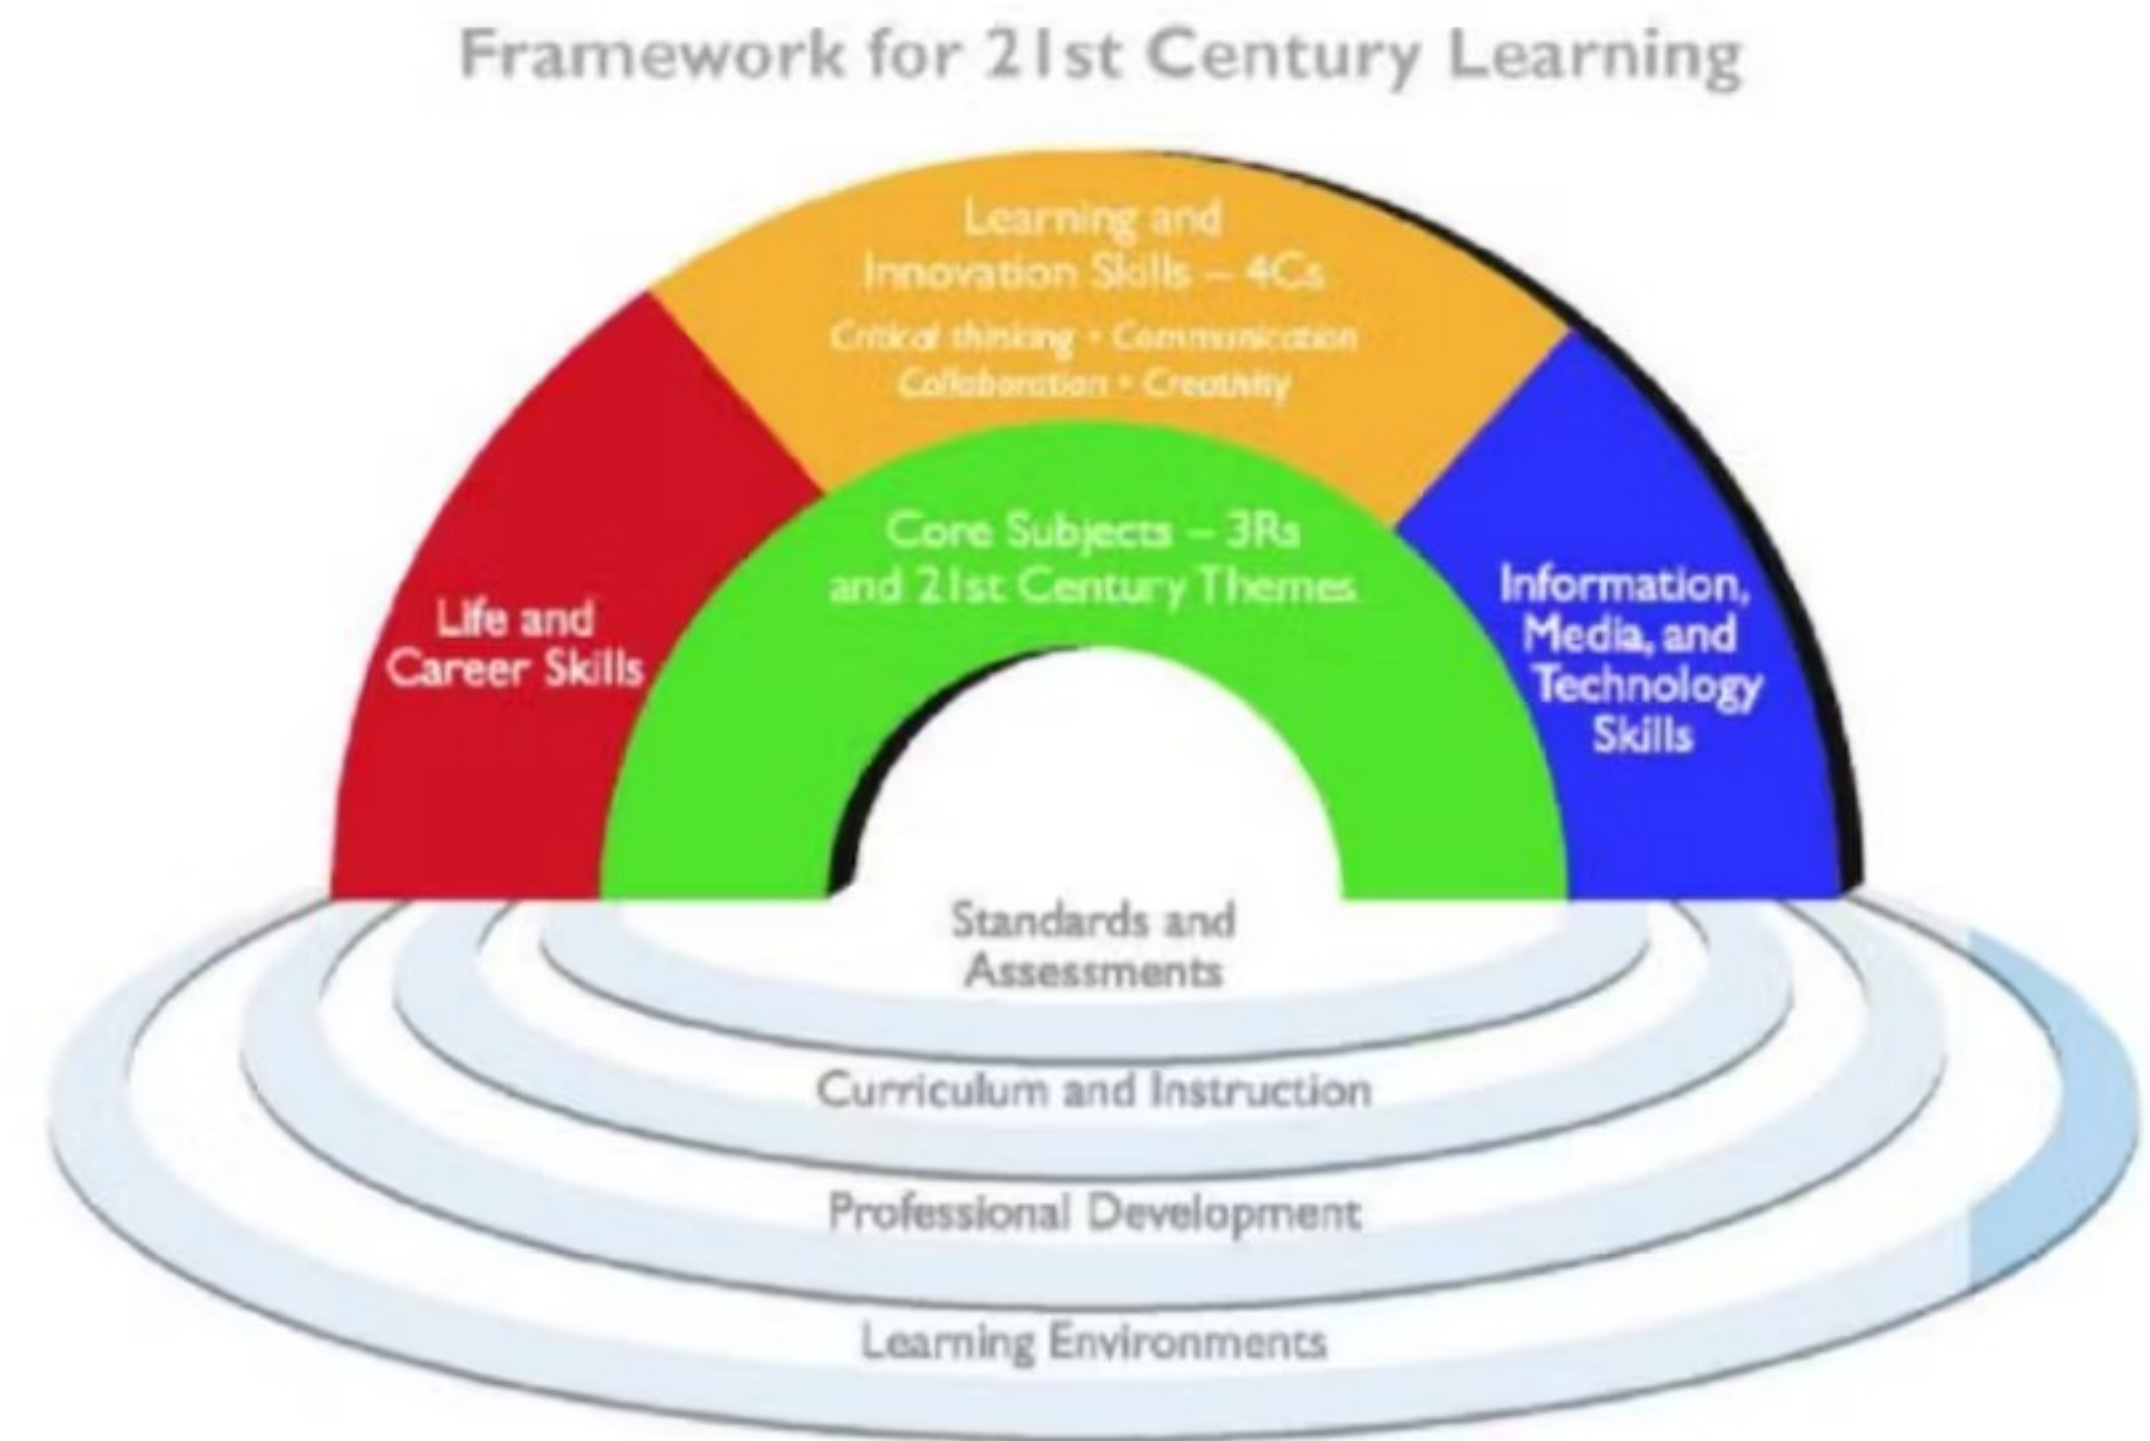 Framework for 21st Century Learning
Learning and
Innovation Skills – 4Cs
Critical thinking • Communication
Collaboration • Creativity
Core Subjects – 3Rs
and 21st Century Themes
Life and
Career Skills
Information,
Media, and
Technology
Skills
Standards and
Assessments
Curriculum and Instruction
Professional Development
Learning Environments